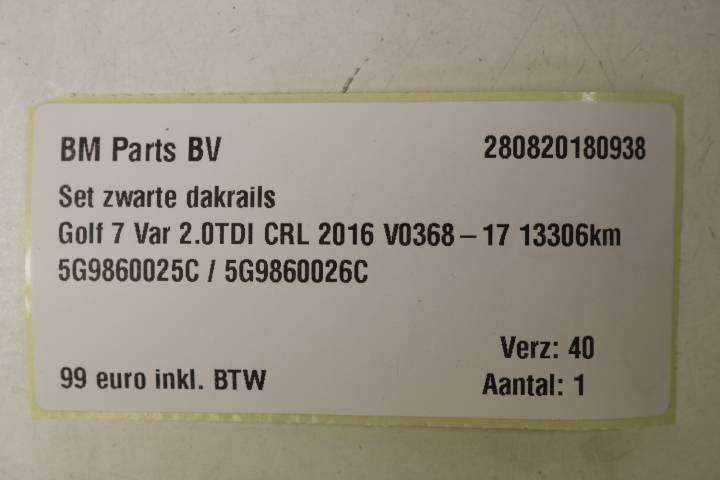 BM Parts BV 280820180938
Set zwarte dakrails
Golf 7 Var 2.0TDI CRL 2016 V0368-17 13306km
5G9860025C / 5G9860026C
Verz: 40
99 euro inkl. BTW Aantal: 1